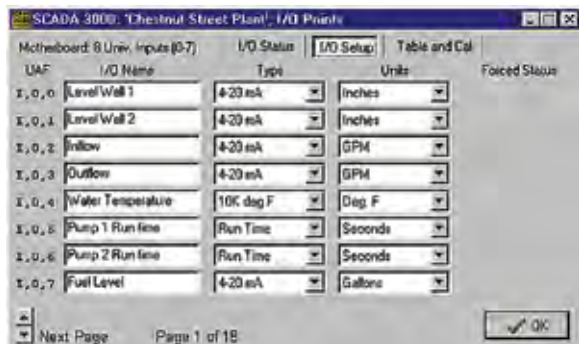 SCADA 3000: 'Chestnut Street Plant', I/O Points
Motherboard: 8 Univ. Inputs (0-7) I/O Status I/O Setup Table and Cal
UAF I/O Name Type Units Forced Status
I,0,0 Level Well 1 4-20 mA Inches
I,0,1 Level Well 2 4-20 mA Inches
I,0,2 Inflow 4-20 mA GPM
I,0,3 Outflow 4-20 mA GPM
I,0,4 Water Temperature 10K deg F Deg. F
I,0,5 Pump 1 Run time Run Time Seconds
I,0,6 Pump 2 Run time Run Time Seconds
I,0,7 Fuel Level 4-20 mA Gallons
Next Page Page 1 of 18 OK